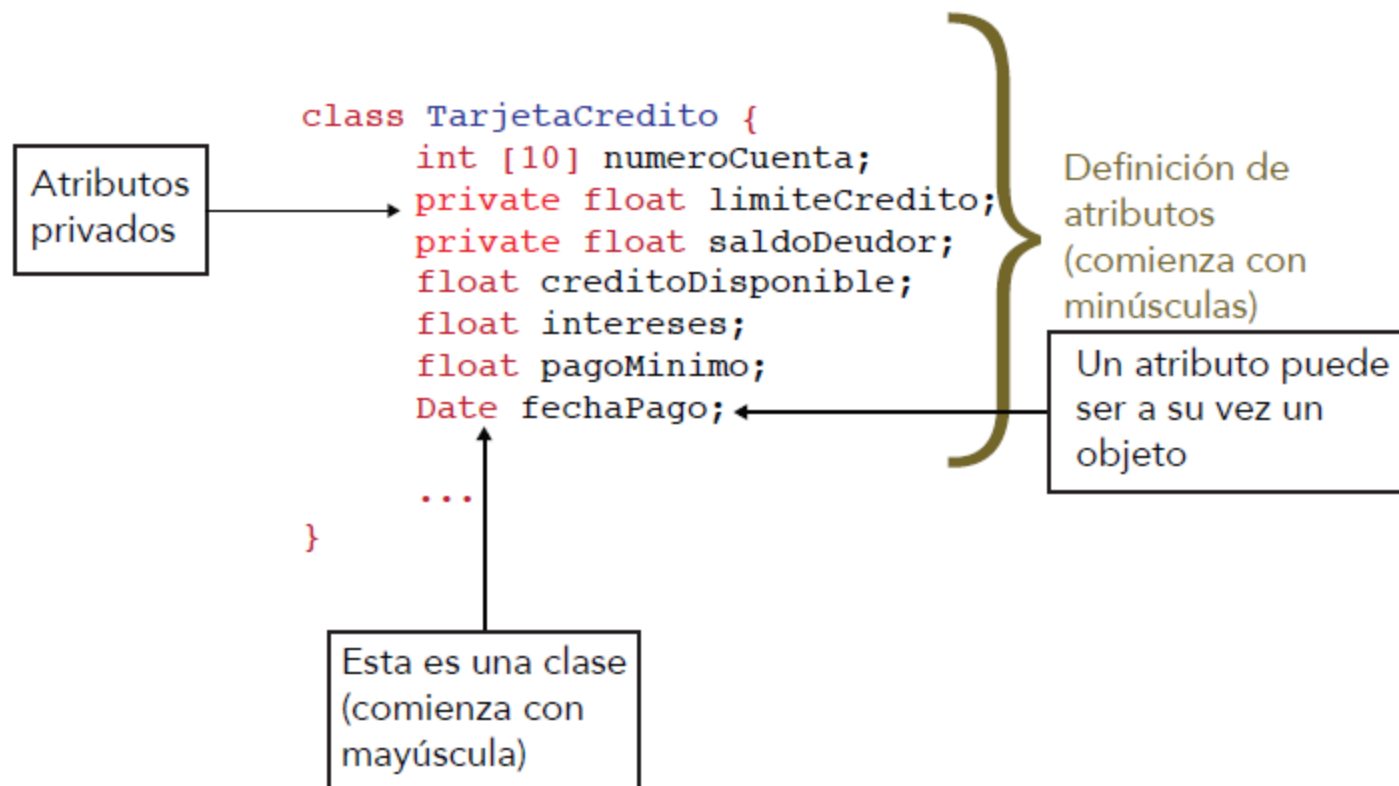 class TarjetaCredito {
int [10] numeroCuenta;
private float limiteCredito;
private float saldoDeudor;
float creditoDisponible;
float intereses;
float pagoMinimo;
Date fechaPago;
...
}
Atributos
privados
Definición de
atributos
(comienza con
minúsculas)
Un atributo puede
ser a su vez un
objeto
Esta es una clase
(comienza con
mayúscula)